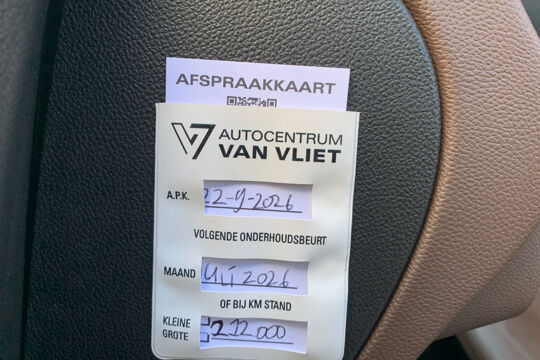 AFSPRAAKKAART
AUTOCENTRUM
VAN VLIET
A.P.K. 22-9-2026
VOLGENDE ONDERHOUDSBEURT
MAAND 2026
OF BIJ KM STAND
KLEINE 212.000
GROTE